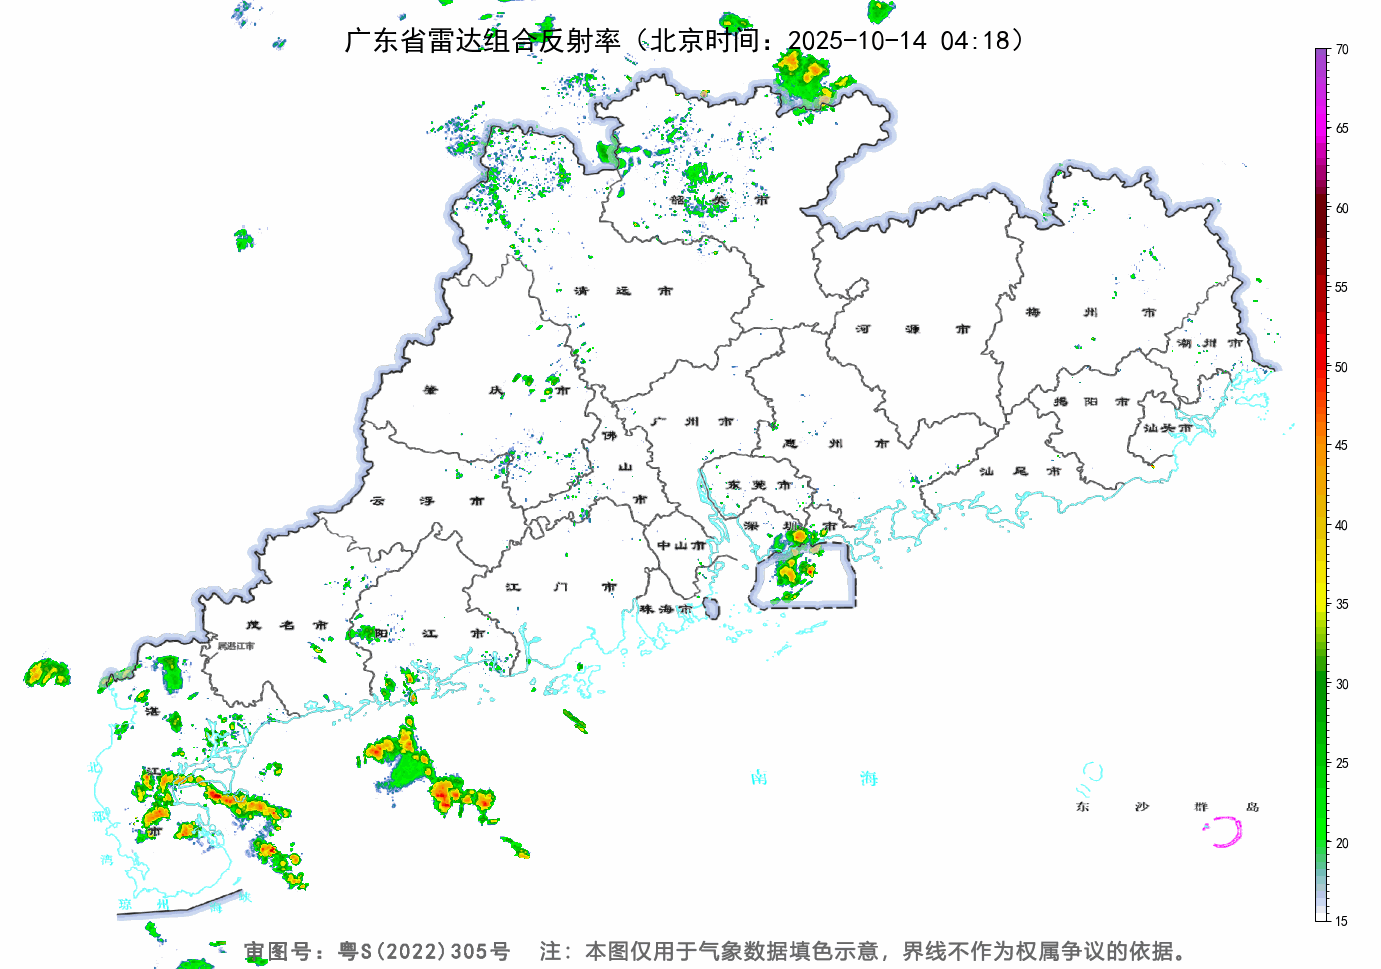 广东省雷达组合反射率（北京时间：2025-10-14 04:18）
70
65
60
55
50
45
40
35
30
25
20
15
韶 关 市
清 远 市
河 源 市
梅 州 市
潮 州 市
肇 庆 市
揭 阳 市
广 州 市
汕头市
佛 山 市
惠 州 市
汕 尾 市
东 莞 市
云 浮 市
深 圳 市
中山市
江 门 市
珠海市
茂 名 市
阳 江 市
属湛江市
湛 江 市
北 部 湾
南 海
东 沙 群 岛
琼 州 海 峡
审图号：粤S(2022)305号 注：本图仅用于气象数据填色示意，界线不作为权属争议的依据。